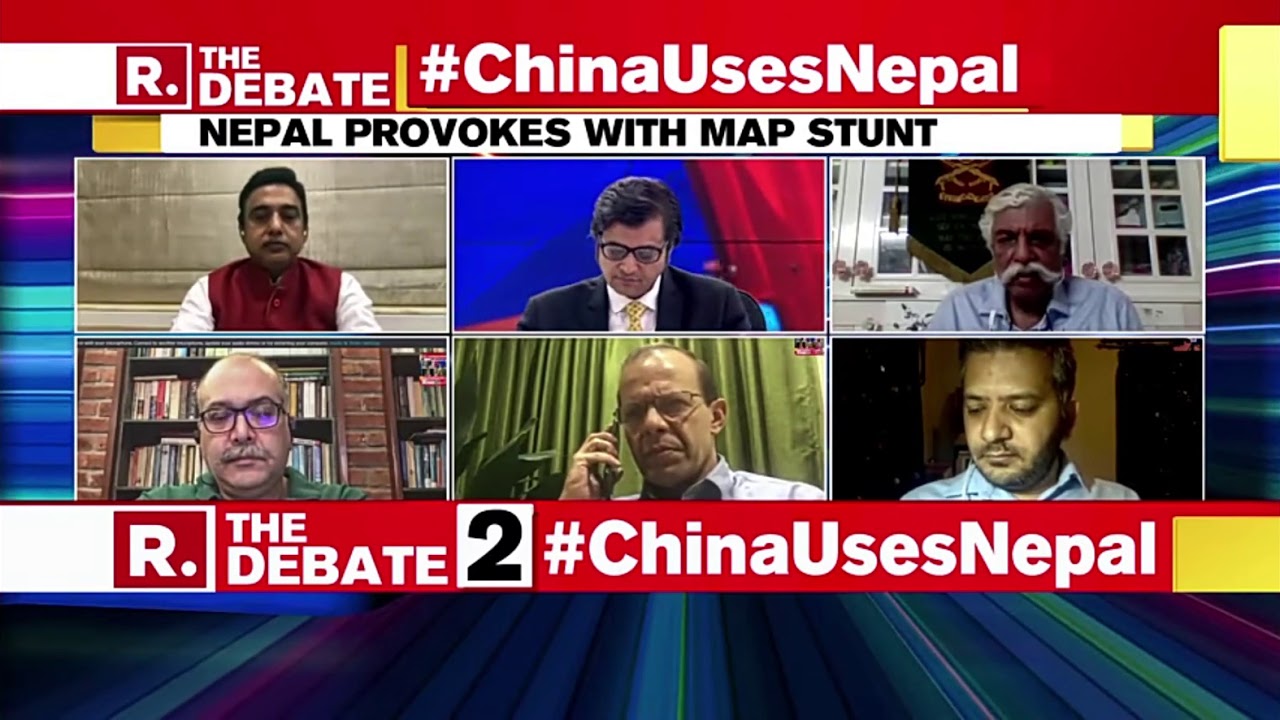 R. THE DEBATE #ChinaUsesNepal
NEPAL PROVOKES WITH MAP STUNT
R. THE DEBATE 2 #ChinaUsesNepal